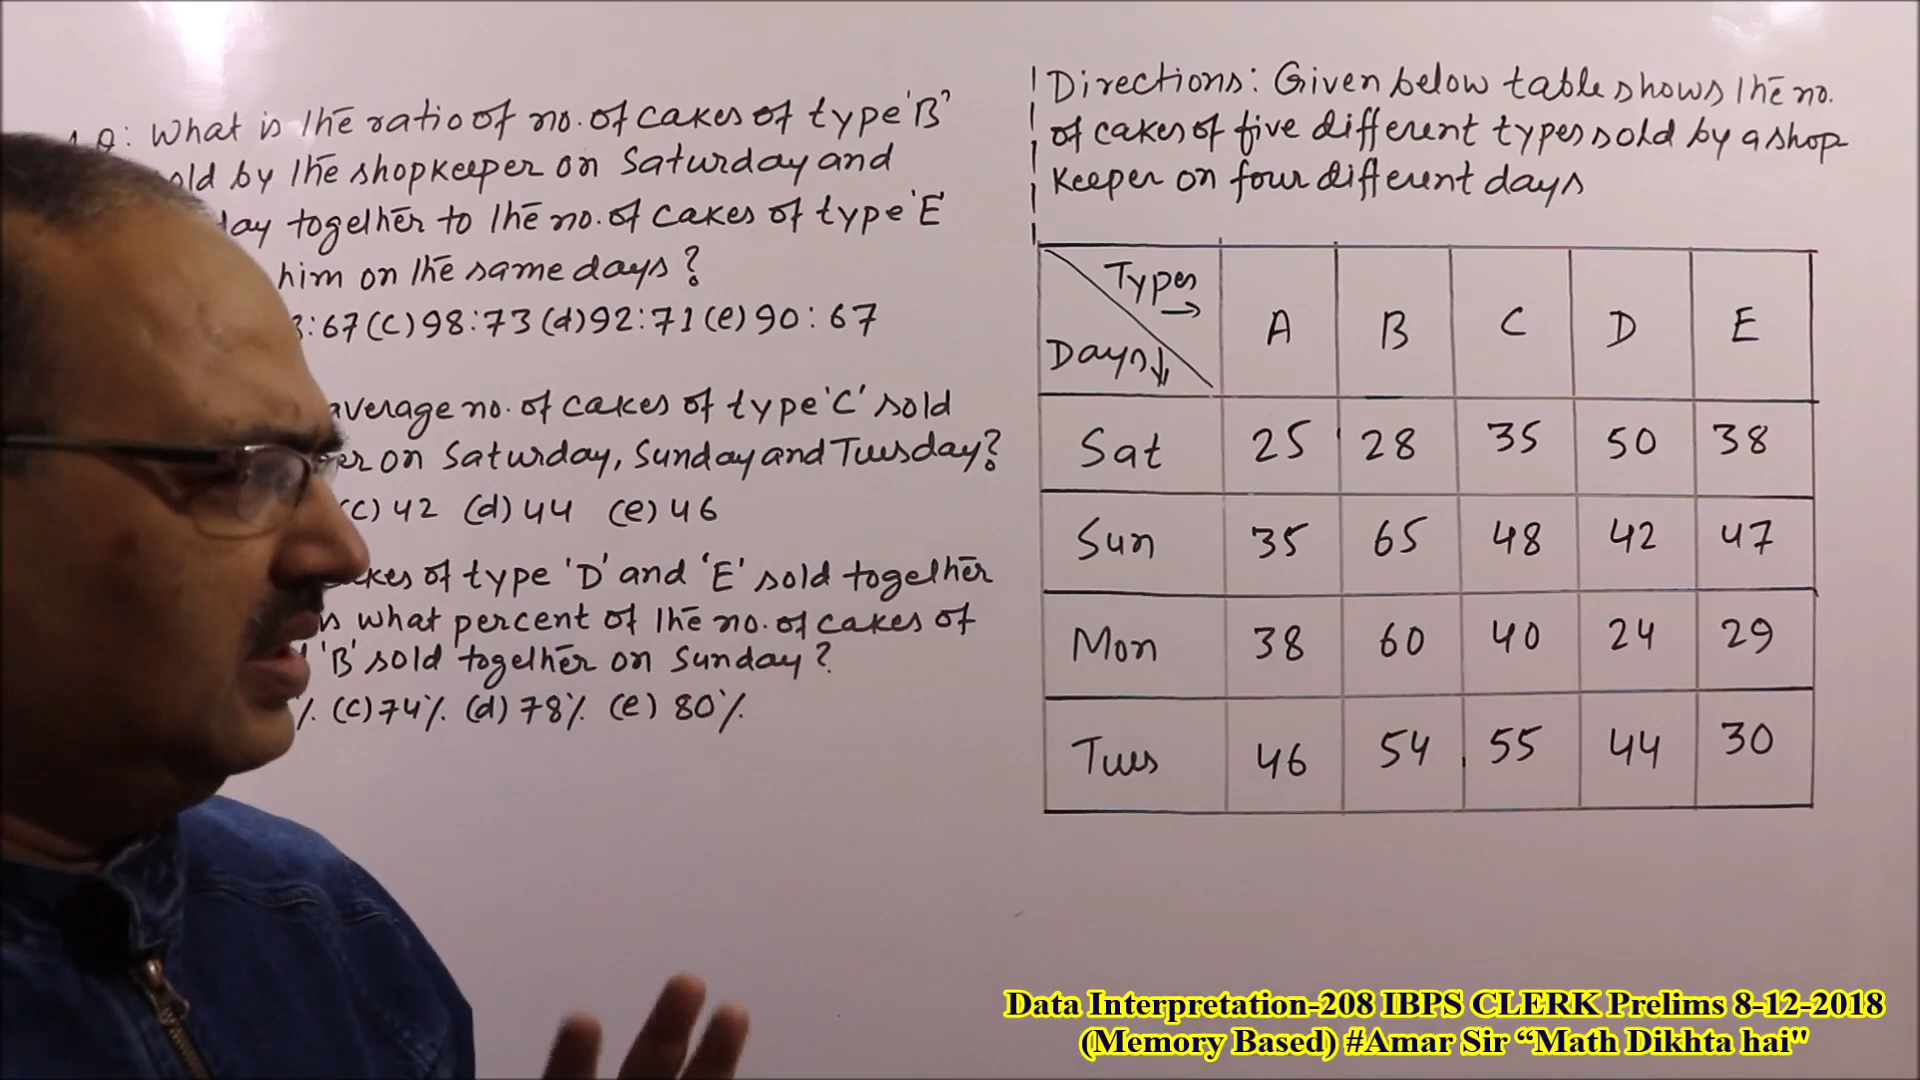 Q: What is the ratio of no. of cakes of type 'B'
old by the shopkeeper on Saturday and
day together to the no. of cakes of type 'E'
him on the same days?
:67 (c) 98:73 (d) 92:71 (e) 90:67
average no. of cakes of type 'C' sold
er on Saturday, Sunday and Tuesday?
(c) 42 (d) 44 (e) 46
kes of type 'D' and 'E' sold together
what percent of the no. of cakes of
'B' sold together on Sunday?
% (c) 74% (d) 78% (e) 80%
Directions: Given below table shows the no.
of cakes of five different types sold by a shop
keeper on four different days
Types → A B C D E
Days ↓
Sat 25 28 35 50 38
Sun 35 65 48 42 47
Mon 38 60 40 24 29
Tues 46 54 55 44 30
Data Interpretation-208 IBPS CLERK Prelims 8-12-2018
(Memory Based) #Amar Sir “Math Dikhta hai"